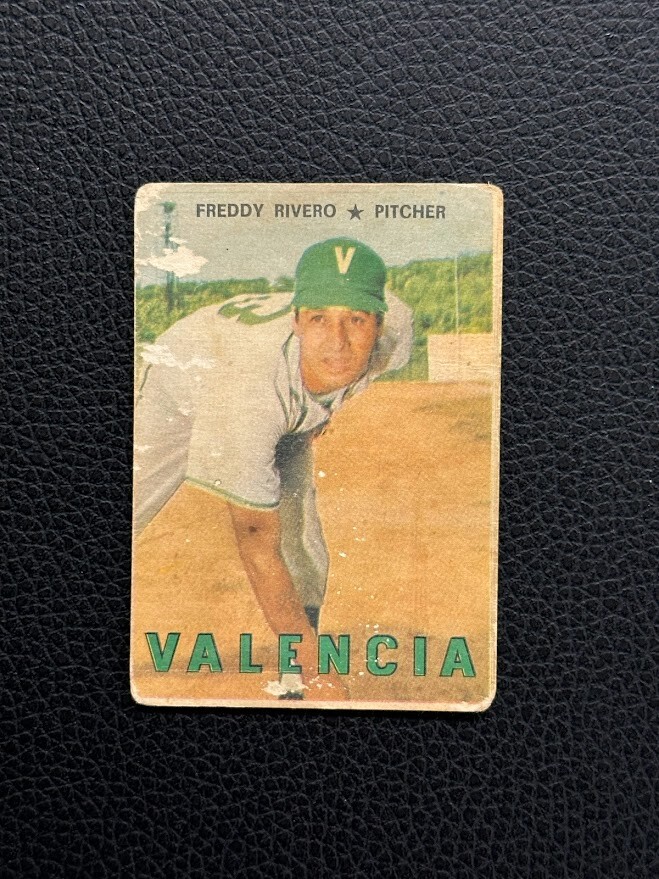 FREDDY RIVERO ★ PITCHER
V
VALENCIA